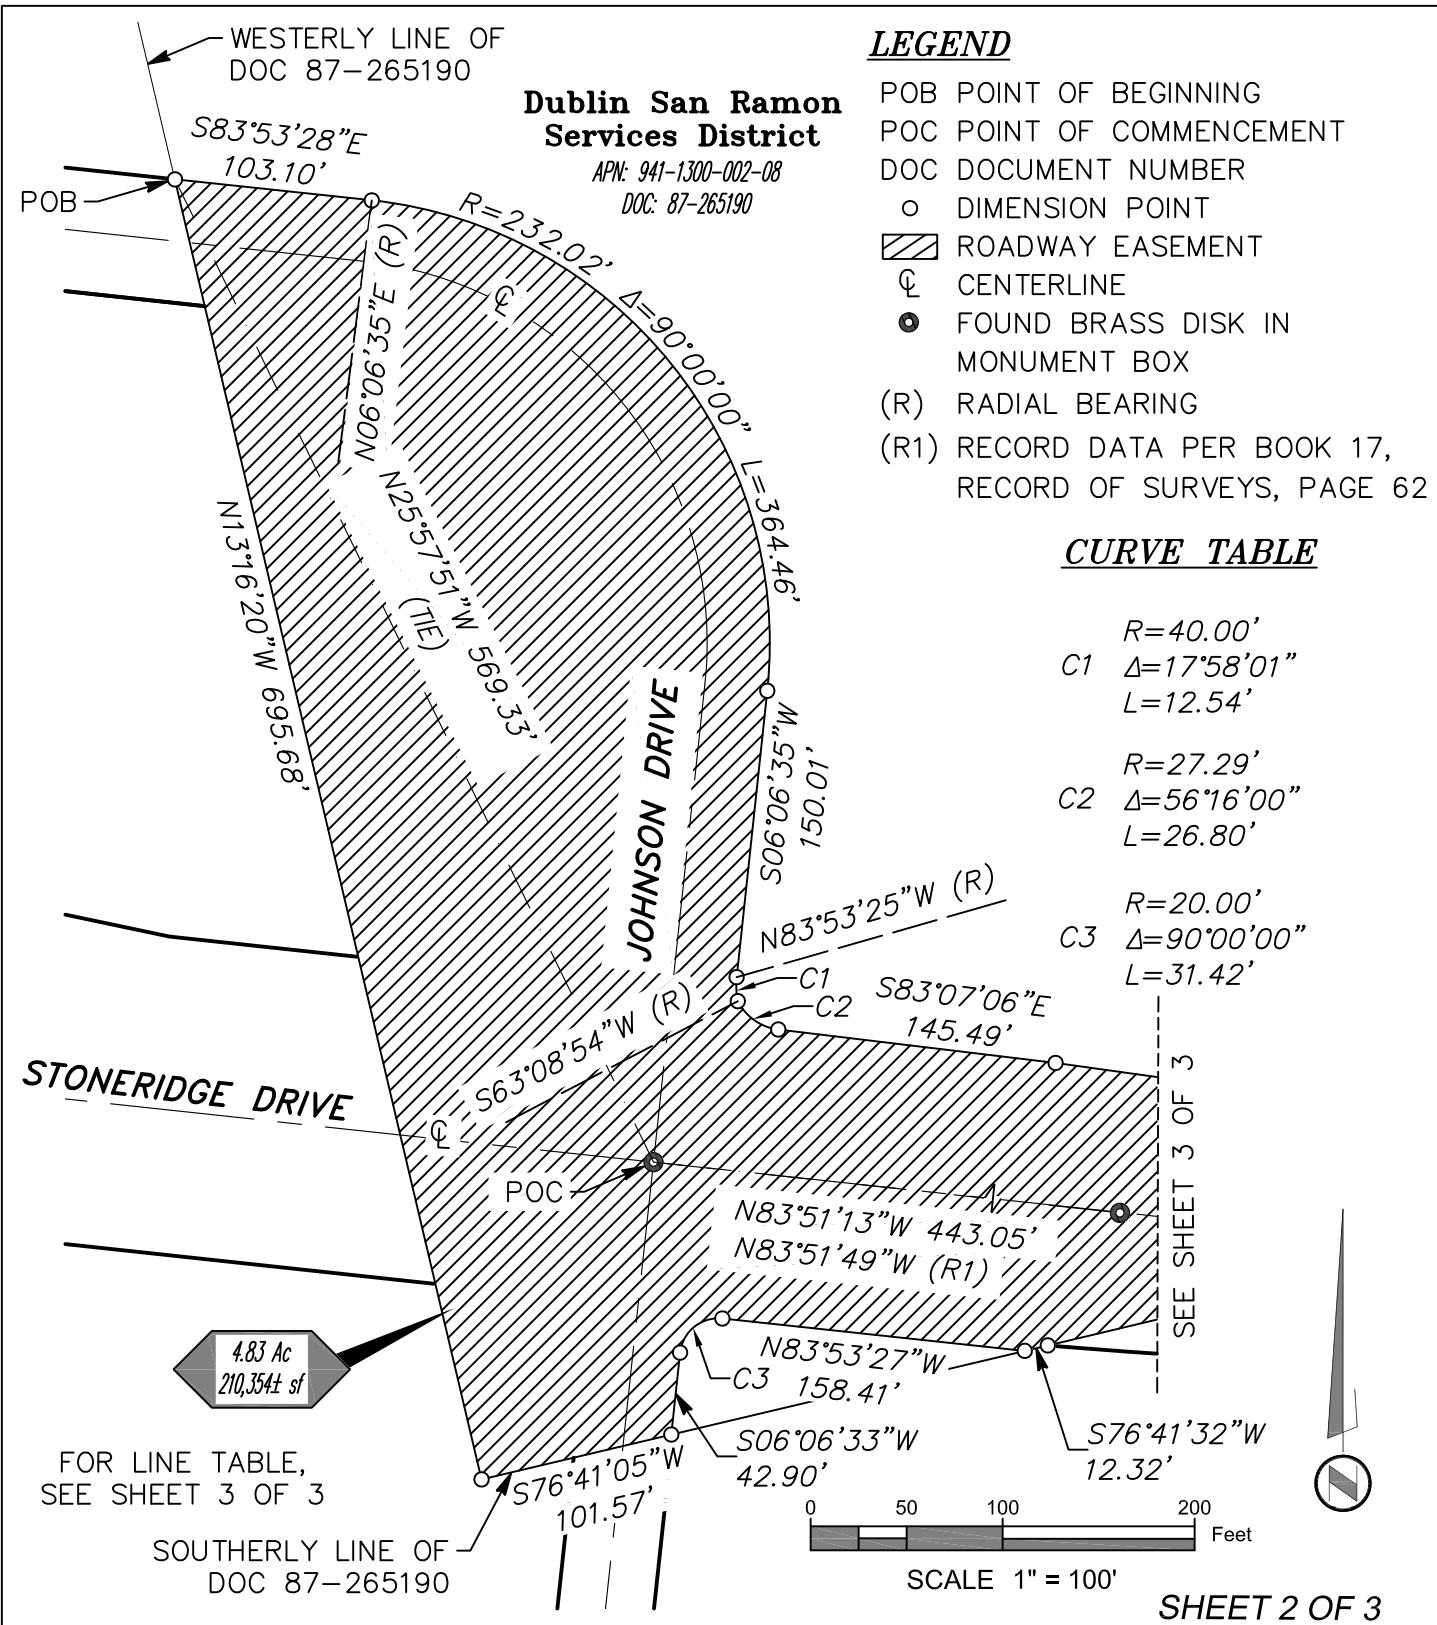 WESTERLY LINE OF
DOC 87-265190
Dublin San Ramon
Services District
APN: 941-1300-002-08
DOC: 87-265190
LEGEND
POB POINT OF BEGINNING
POC POINT OF COMMENCEMENT
DOC DOCUMENT NUMBER
DIMENSION POINT
ROADWAY EASEMENT
℄ CENTERLINE
FOUND BRASS DISK IN
MONUMENT BOX
(R) RADIAL BEARING
(R1) RECORD DATA PER BOOK 17,
RECORD OF SURVEYS, PAGE 62
S83°53'28"E
103.10'
POB
R=232.02' Δ=90°00'00" L=364.46'
℄
N06°06'35"E (R)
N25°57'51"W 569.33'
(TIE)
N13°16'20"W 695.68'
CURVE TABLE
C1
R=40.00'
Δ=17°58'01"
L=12.54'
C2
R=27.29'
Δ=56°16'00"
L=26.80'
C3
R=20.00'
Δ=90°00'00"
L=31.42'
JOHNSON DRIVE
S06°06'35"W
150.01'
N83°53'25"W (R)
C1
C2
S83°07'06"E
145.49'
S63°08'54"W (R)
STONERIDGE DRIVE
℄
POC
N83°51'13"W 443.05'
N83°51'49"W (R1)
SEE SHEET 3 OF 3
4.83 Ac
210,354± sf
N83°53'27"W
158.41'
C3
S06°06'33"W
42.90'
S76°41'32"W
12.32'
S76°41'05"W
101.57'
FOR LINE TABLE,
SEE SHEET 3 OF 3
SOUTHERLY LINE OF
DOC 87-265190
0 50 100 200
Feet
SCALE 1" = 100'
N
SHEET 2 OF 3